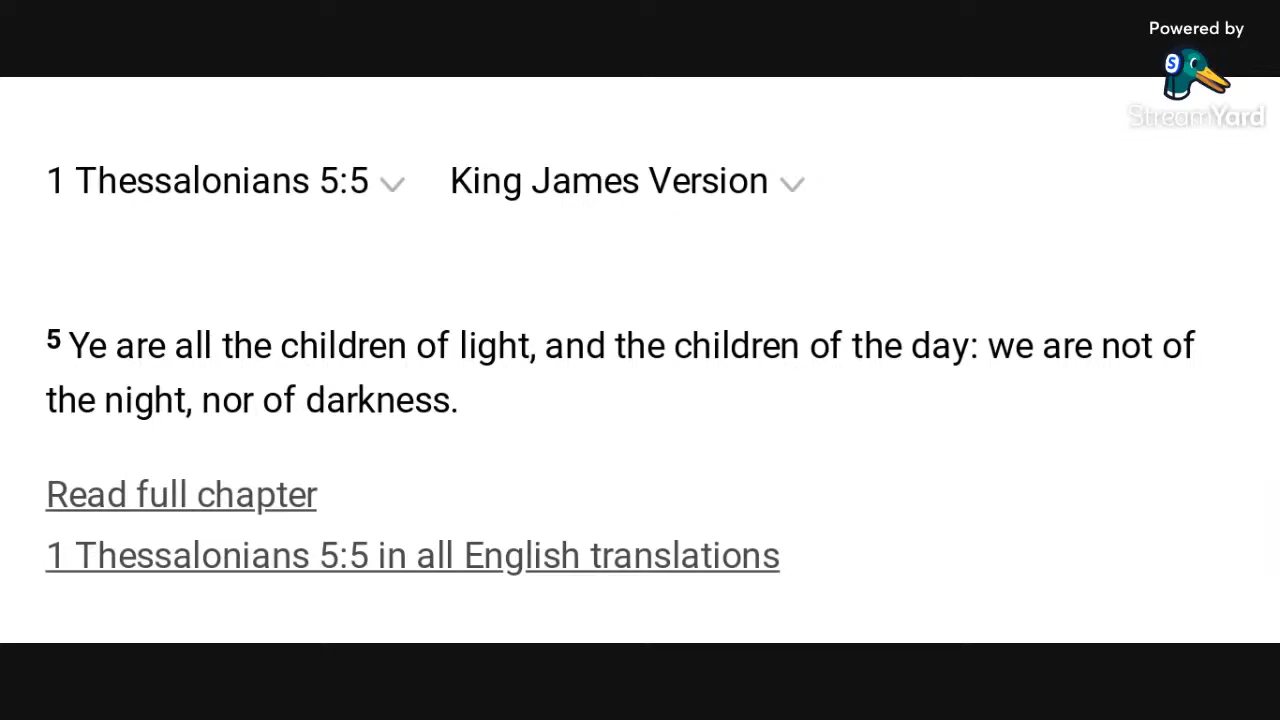 Powered by
S
StreamYard
1 Thessalonians 5:5 King James Version
5 Ye are all the children of light, and the children of the day: we are not of
the night, nor of darkness.
Read full chapter
1 Thessalonians 5:5 in all English translations